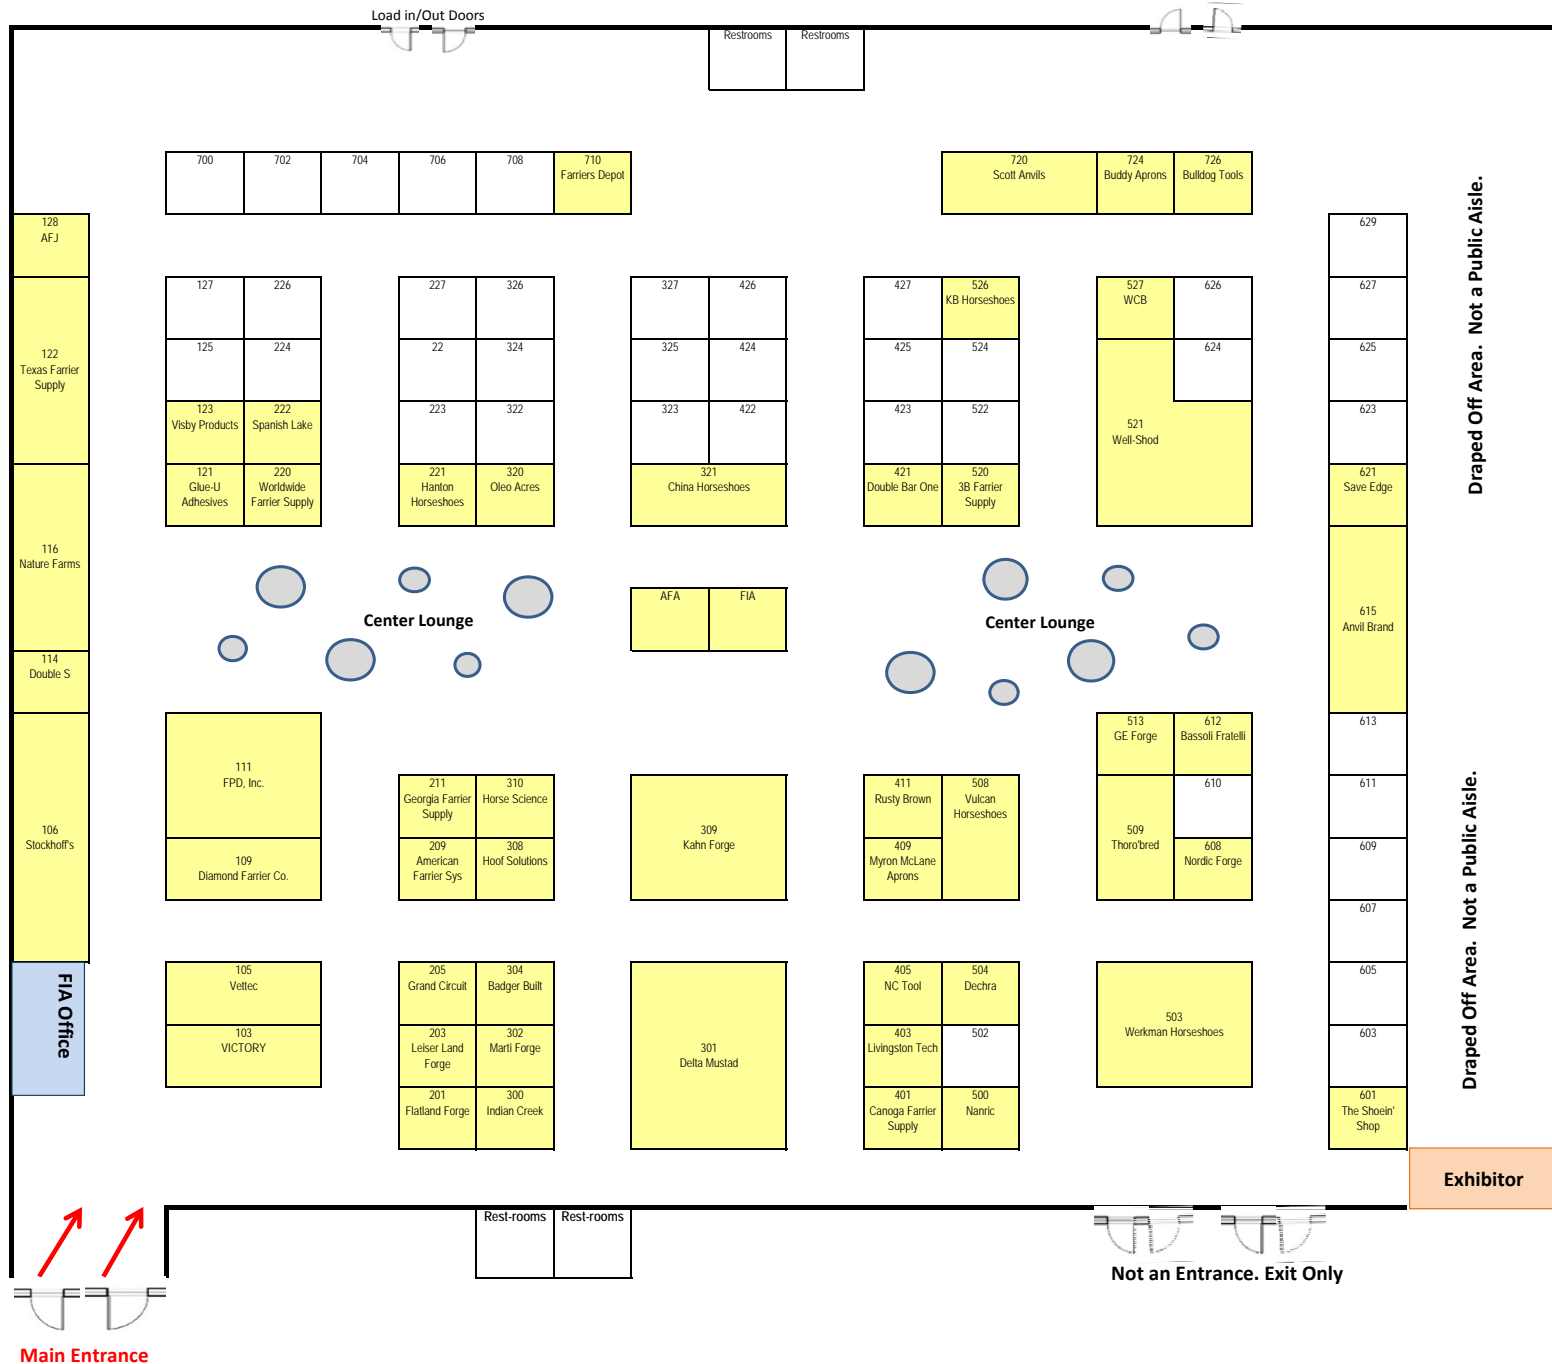 Load in/Out Doors
Restrooms
Restrooms
700
702
704
706
708
710
Farriers Depot
720
Scott Anvils
724
Buddy Aprons
726
Bulldog Tools
128
AFJ
629
Draped Off Area. Not a Public Aisle.
127
226
227
326
327
426
427
526
KB Horseshoes
527
WCB
626
627
122
Texas Farrier
Supply
125
224
22
324
325
424
425
524
624
625
123
Visby Products
222
Spanish Lake
223
322
323
422
423
522
521
Well-Shod
623
121
Glue-U
Adhesives
220
Worldwide
Farrier Supply
221
Hanton
Horseshoes
320
Oleo Acres
321
China Horseshoes
421
Double Bar One
520
3B Farrier
Supply
621
Save Edge
116
Nature Farms
Center Lounge
AFA
FIA
Center Lounge
615
Anvil Brand
114
Double S
106
Stockhoff's
111
FPD, Inc.
513
GE Forge
612
Bassoli Fratelli
613
211
Georgia Farrier
Supply
310
Horse Science
309
Kahn Forge
411
Rusty Brown
508
Vulcan
Horseshoes
509
Thoro'bred
610
611
Draped Off Area. Not a Public Aisle.
109
Diamond Farrier Co.
209
American
Farrier Sys
308
Hoof Solutions
409
Myron McLane
Aprons
608
Nordic Forge
609
607
FIA Office
105
Vettec
205
Grand Circuit
304
Badger Built
301
Delta Mustad
405
NC Tool
504
Dechra
503
Werkman Horseshoes
605
103
VICTORY
203
Leiser Land
Forge
302
Marti Forge
403
Livingston Tech
502
603
201
Flatland Forge
300
Indian Creek
401
Canoga Farrier
Supply
500
Nanric
601
The Shoein'
Shop
Exhibitor
Rest-rooms
Rest-rooms
Not an Entrance. Exit Only
Main Entrance